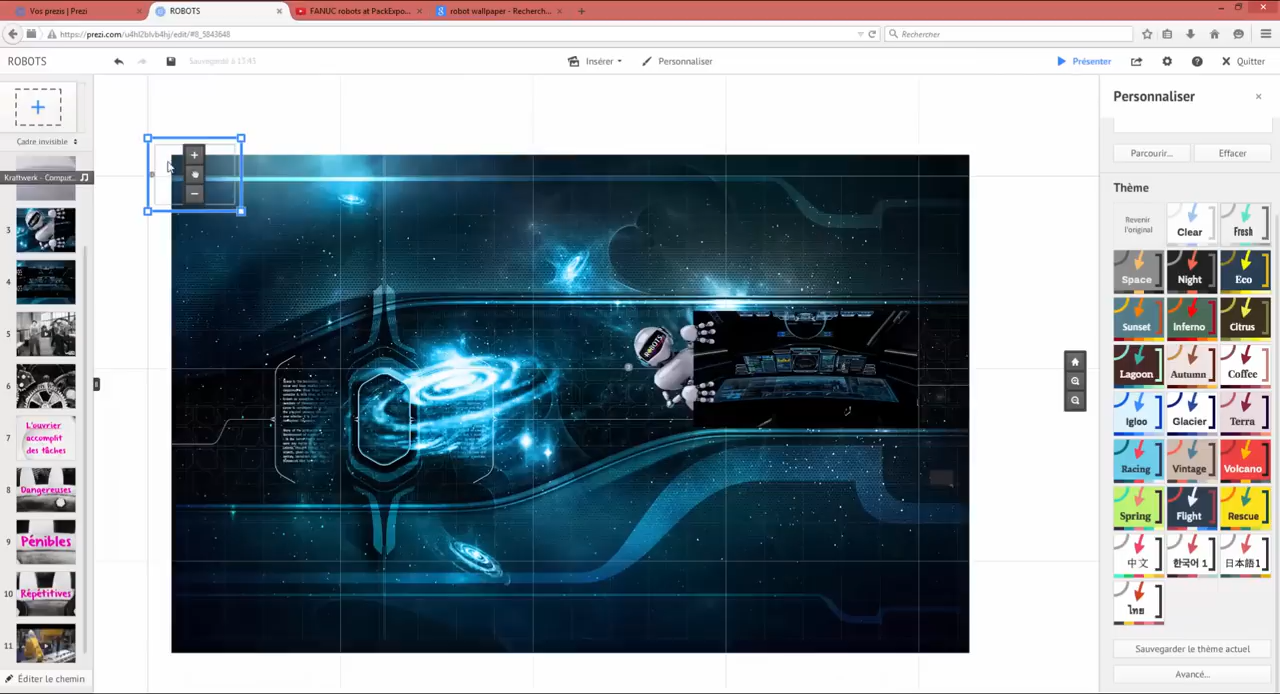 Vos prezis | Prezi
ROBOTS
FANUC robots at PackExpo...
robot wallpaper - Recherch...
https://prezi.com/u4hl2blvb4hj/edit/#8_5843648
Rechercher
ROBOTS
Sauvegardé à 13:43
Insérer
Personnaliser
Présenter
Quitter
Cadre invisible
Kraftwerk - Comput...
3
4
5
6
7
L'ouvrier
accomplit
des tâches
8
Dangereuses
9
Pénibles
10
Répétitives
11
Éditer le chemin
ROBOTS
Personnaliser
Parcourir...
Effacer
Thème
Revenir
l'original
Clear
Fresh
Space
Night
Eco
Sunset
Inferno
Citrus
Lagoon
Autumn
Coffee
Igloo
Glacier
Terra
Racing
Vintage
Volcano
Spring
Flight
Rescue
中文
한국어 1
日本語1
ไทย
Sauvegarder le thème actuel
Avancé...